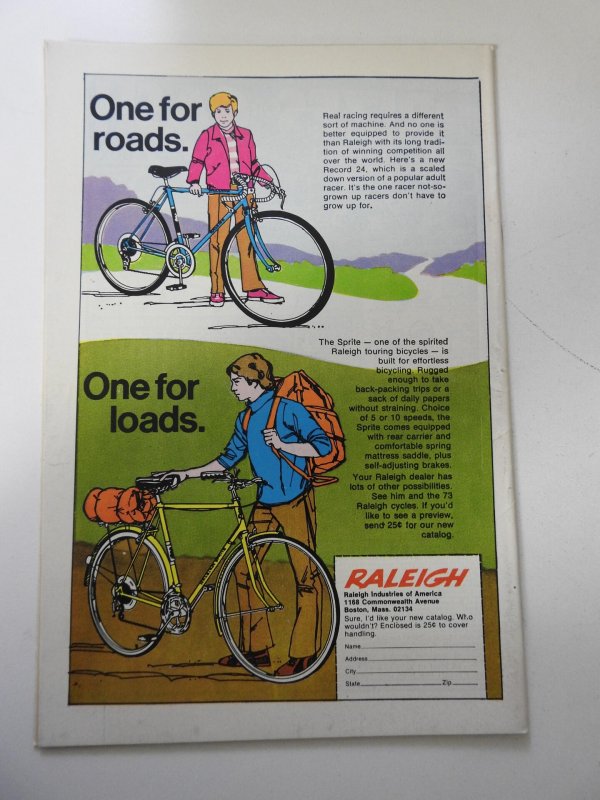 One for
roads.
Real racing requires a different
sort of machine. And no one is
better equipped to provide it
than Raleigh with its long tradi-
tion of winning competition all
over the world. Here's a new
Record 24, which is a scaled
down version of a popular adult
racer. It's the one racer not-so-
grown up racers don't have to
grow up for.
The Sprite — one of the spirited
Raleigh touring bicycles — is
built for effortless
bicycling. Rugged
enough to take
back-packing trips or a
sack of daily papers
without straining. Choice
of 5 or 10 speeds, the
Sprite comes equipped
with rear carrier and
comfortable spring
mattress saddle, plus
self-adjusting brakes.
Your Raleigh dealer has
lots of other possibilities.
See him and the 73
Raleigh cycles. If you'd
like to see a preview,
send 25¢ for our new
catalog.
One for
loads.
RALEIGH
Raleigh Industries of America
1168 Commonwealth Avenue
Boston, Mass. 02134
Sure, I'd like your new catalog. Who
wouldn't? Enclosed is 25¢ to cover
handling.
Name
Address
City
State Zip